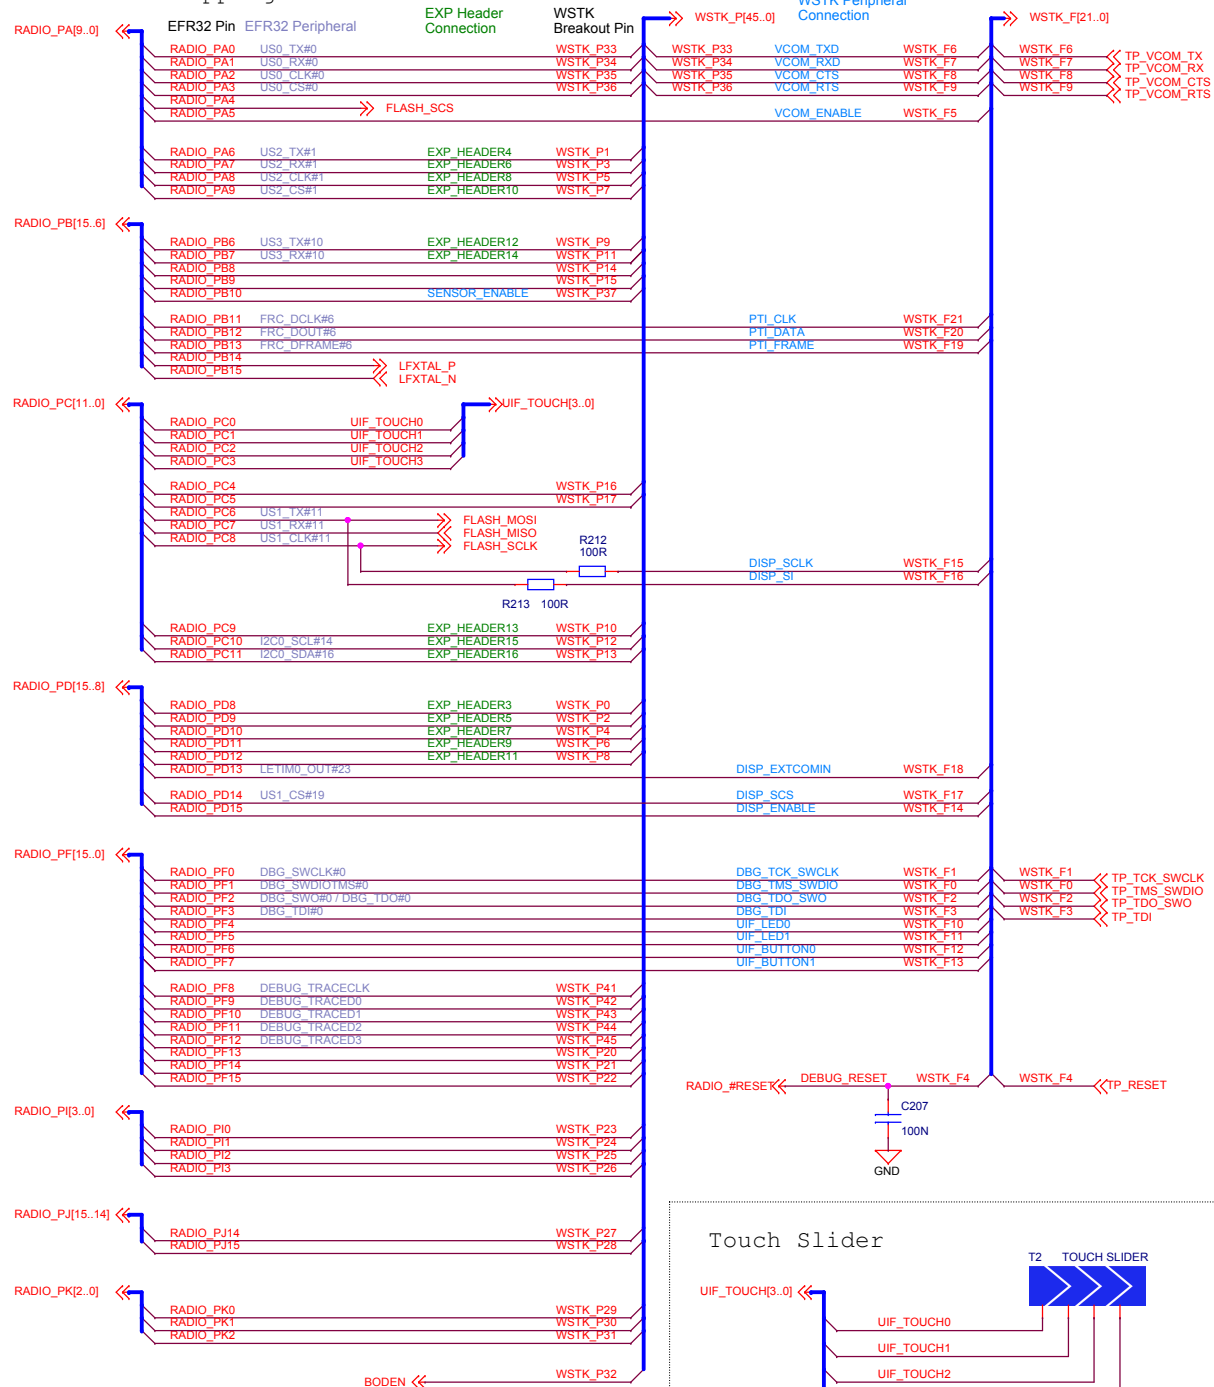 EFR32 Pin EFR32 Peripheral EXP Header Connection WSTK Breakout Pin
WSTK_P[45..0]
Connection
WSTK_F[21..0]
RADIO_PA[9..0]
RADIO_PA0 US0_TX#0 WSTK_P33 WSTK_P33 VCOM_TXD WSTK_F6 WSTK_F6 TP_VCOM_TX
RADIO_PA1 US0_RX#0 WSTK_P34 WSTK_P34 VCOM_RXD WSTK_F7 WSTK_F7 TP_VCOM_RX
RADIO_PA2 US0_CLK#0 WSTK_P35 WSTK_P35 VCOM_CTS WSTK_F8 WSTK_F8 TP_VCOM_CTS
RADIO_PA3 US0_CS#0 WSTK_P36 WSTK_P36 VCOM_RTS WSTK_F9 WSTK_F9 TP_VCOM_RTS
RADIO_PA4 FLASH_SCS
RADIO_PA5 VCOM_ENABLE WSTK_F5
RADIO_PA6 US2_TX#1 EXP_HEADER4 WSTK_P1
RADIO_PA7 US2_RX#1 EXP_HEADER6 WSTK_P3
RADIO_PA8 US2_CLK#1 EXP_HEADER8 WSTK_P5
RADIO_PA9 US2_CS#1 EXP_HEADER10 WSTK_P7
RADIO_PB[15..6]
RADIO_PB6 US3_TX#10 EXP_HEADER12 WSTK_P9
RADIO_PB7 US3_RX#10 EXP_HEADER14 WSTK_P11
RADIO_PB8 WSTK_P14
RADIO_PB9 WSTK_P15
RADIO_PB10 SENSOR_ENABLE WSTK_P37
RADIO_PB11 FRC_DCLK#6 PTI_CLK WSTK_F21
RADIO_PB12 FRC_DOUT#6 PTI_DATA WSTK_F20
RADIO_PB13 FRC_DFRAME#6 PTI_FRAME WSTK_F19
RADIO_PB14 LFXTAL_P
RADIO_PB15 LFXTAL_N
RADIO_PC[11..0] UIF_TOUCH[3..0]
RADIO_PC0 UIF_TOUCH0
RADIO_PC1 UIF_TOUCH1
RADIO_PC2 UIF_TOUCH2
RADIO_PC3 UIF_TOUCH3
RADIO_PC4 WSTK_P16
RADIO_PC5 WSTK_P17
RADIO_PC6 US1_TX#11 FLASH_MOSI
RADIO_PC7 US1_RX#11 FLASH_MISO
RADIO_PC8 US1_CLK#11 FLASH_SCLK
R212
100R
DISP_SCLK WSTK_F15
DISP_SI WSTK_F16
R213 100R
RADIO_PC9 EXP_HEADER13 WSTK_P10
RADIO_PC10 I2C0_SCL#14 EXP_HEADER15 WSTK_P12
RADIO_PC11 I2C0_SDA#16 EXP_HEADER16 WSTK_P13
RADIO_PD[15..8]
RADIO_PD8 EXP_HEADER3 WSTK_P0
RADIO_PD9 EXP_HEADER5 WSTK_P2
RADIO_PD10 EXP_HEADER7 WSTK_P4
RADIO_PD11 EXP_HEADER9 WSTK_P6
RADIO_PD12 EXP_HEADER11 WSTK_P8
RADIO_PD13 LETIM0_OUT#23 DISP_EXTCOMIN WSTK_F18
RADIO_PD14 US1_CS#19 DISP_SCS WSTK_F17
RADIO_PD15 DISP_ENABLE WSTK_F14
RADIO_PF[15..0]
RADIO_PF0 DBG_SWCLK#0 DBG_TCK_SWCLK WSTK_F1 WSTK_F1 TP_TCK_SWCLK
RADIO_PF1 DBG_SWDIOTMS#0 DBG_TMS_SWDIO WSTK_F0 WSTK_F0 TP_TMS_SWDIO
RADIO_PF2 DBG_SWO#0 / DBG_TDO#0 DBG_TDO_SWO WSTK_F2 WSTK_F2 TP_TDO_SWO
RADIO_PF3 DBG_TDI#0 DBG_TDI WSTK_F3 WSTK_F3 TP_TDI
RADIO_PF4 UIF_LED0 WSTK_F10
RADIO_PF5 UIF_LED1 WSTK_F11
RADIO_PF6 UIF_BUTTON0 WSTK_F12
RADIO_PF7 UIF_BUTTON1 WSTK_F13
RADIO_PF8 DEBUG_TRACECLK WSTK_P41
RADIO_PF9 DEBUG_TRACED0 WSTK_P42
RADIO_PF10 DEBUG_TRACED1 WSTK_P43
RADIO_PF11 DEBUG_TRACED2 WSTK_P44
RADIO_PF12 DEBUG_TRACED3 WSTK_P45
RADIO_PF13 WSTK_P20
RADIO_PF14 WSTK_P21
RADIO_PF15 WSTK_P22
RADIO_#RESET DEBUG_RESET WSTK_F4 WSTK_F4 TP_RESET
C207
100N
GND
RADIO_PI[3..0]
RADIO_PI0 WSTK_P23
RADIO_PI1 WSTK_P24
RADIO_PI2 WSTK_P25
RADIO_PI3 WSTK_P26
RADIO_PJ[15..14]
RADIO_PJ14 WSTK_P27
RADIO_PJ15 WSTK_P28
RADIO_PK[2..0]
RADIO_PK0 WSTK_P29
RADIO_PK1 WSTK_P30
RADIO_PK2 WSTK_P31
BODEN WSTK_P32
Touch Slider
T2 TOUCH SLIDER
UIF_TOUCH[3..0]
UIF_TOUCH0
UIF_TOUCH1
UIF_TOUCH2